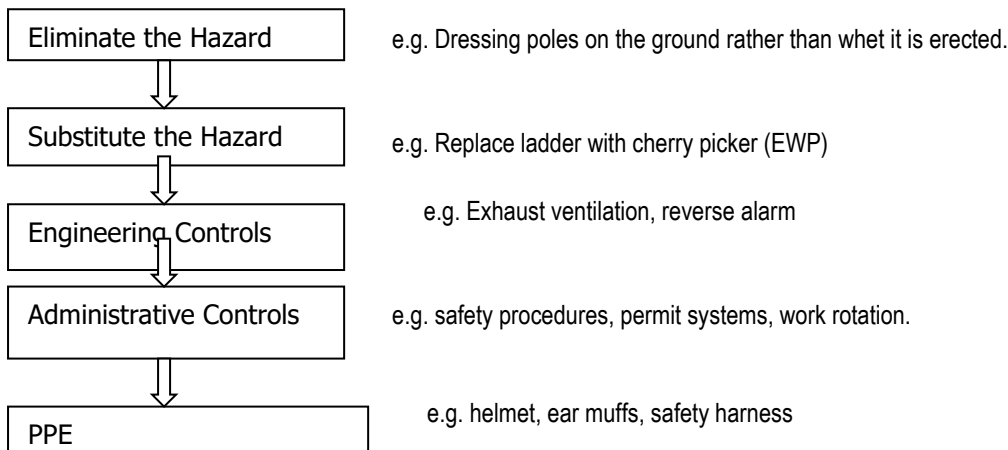 Eliminate the Hazard
e.g. Dressing poles on the ground rather than whet it is erected.
Substitute the Hazard
e.g. Replace ladder with cherry picker (EWP)
Engineering Controls
e.g. Exhaust ventilation, reverse alarm
Administrative Controls
e.g. safety procedures, permit systems, work rotation.
PPE
e.g. helmet, ear muffs, safety harness